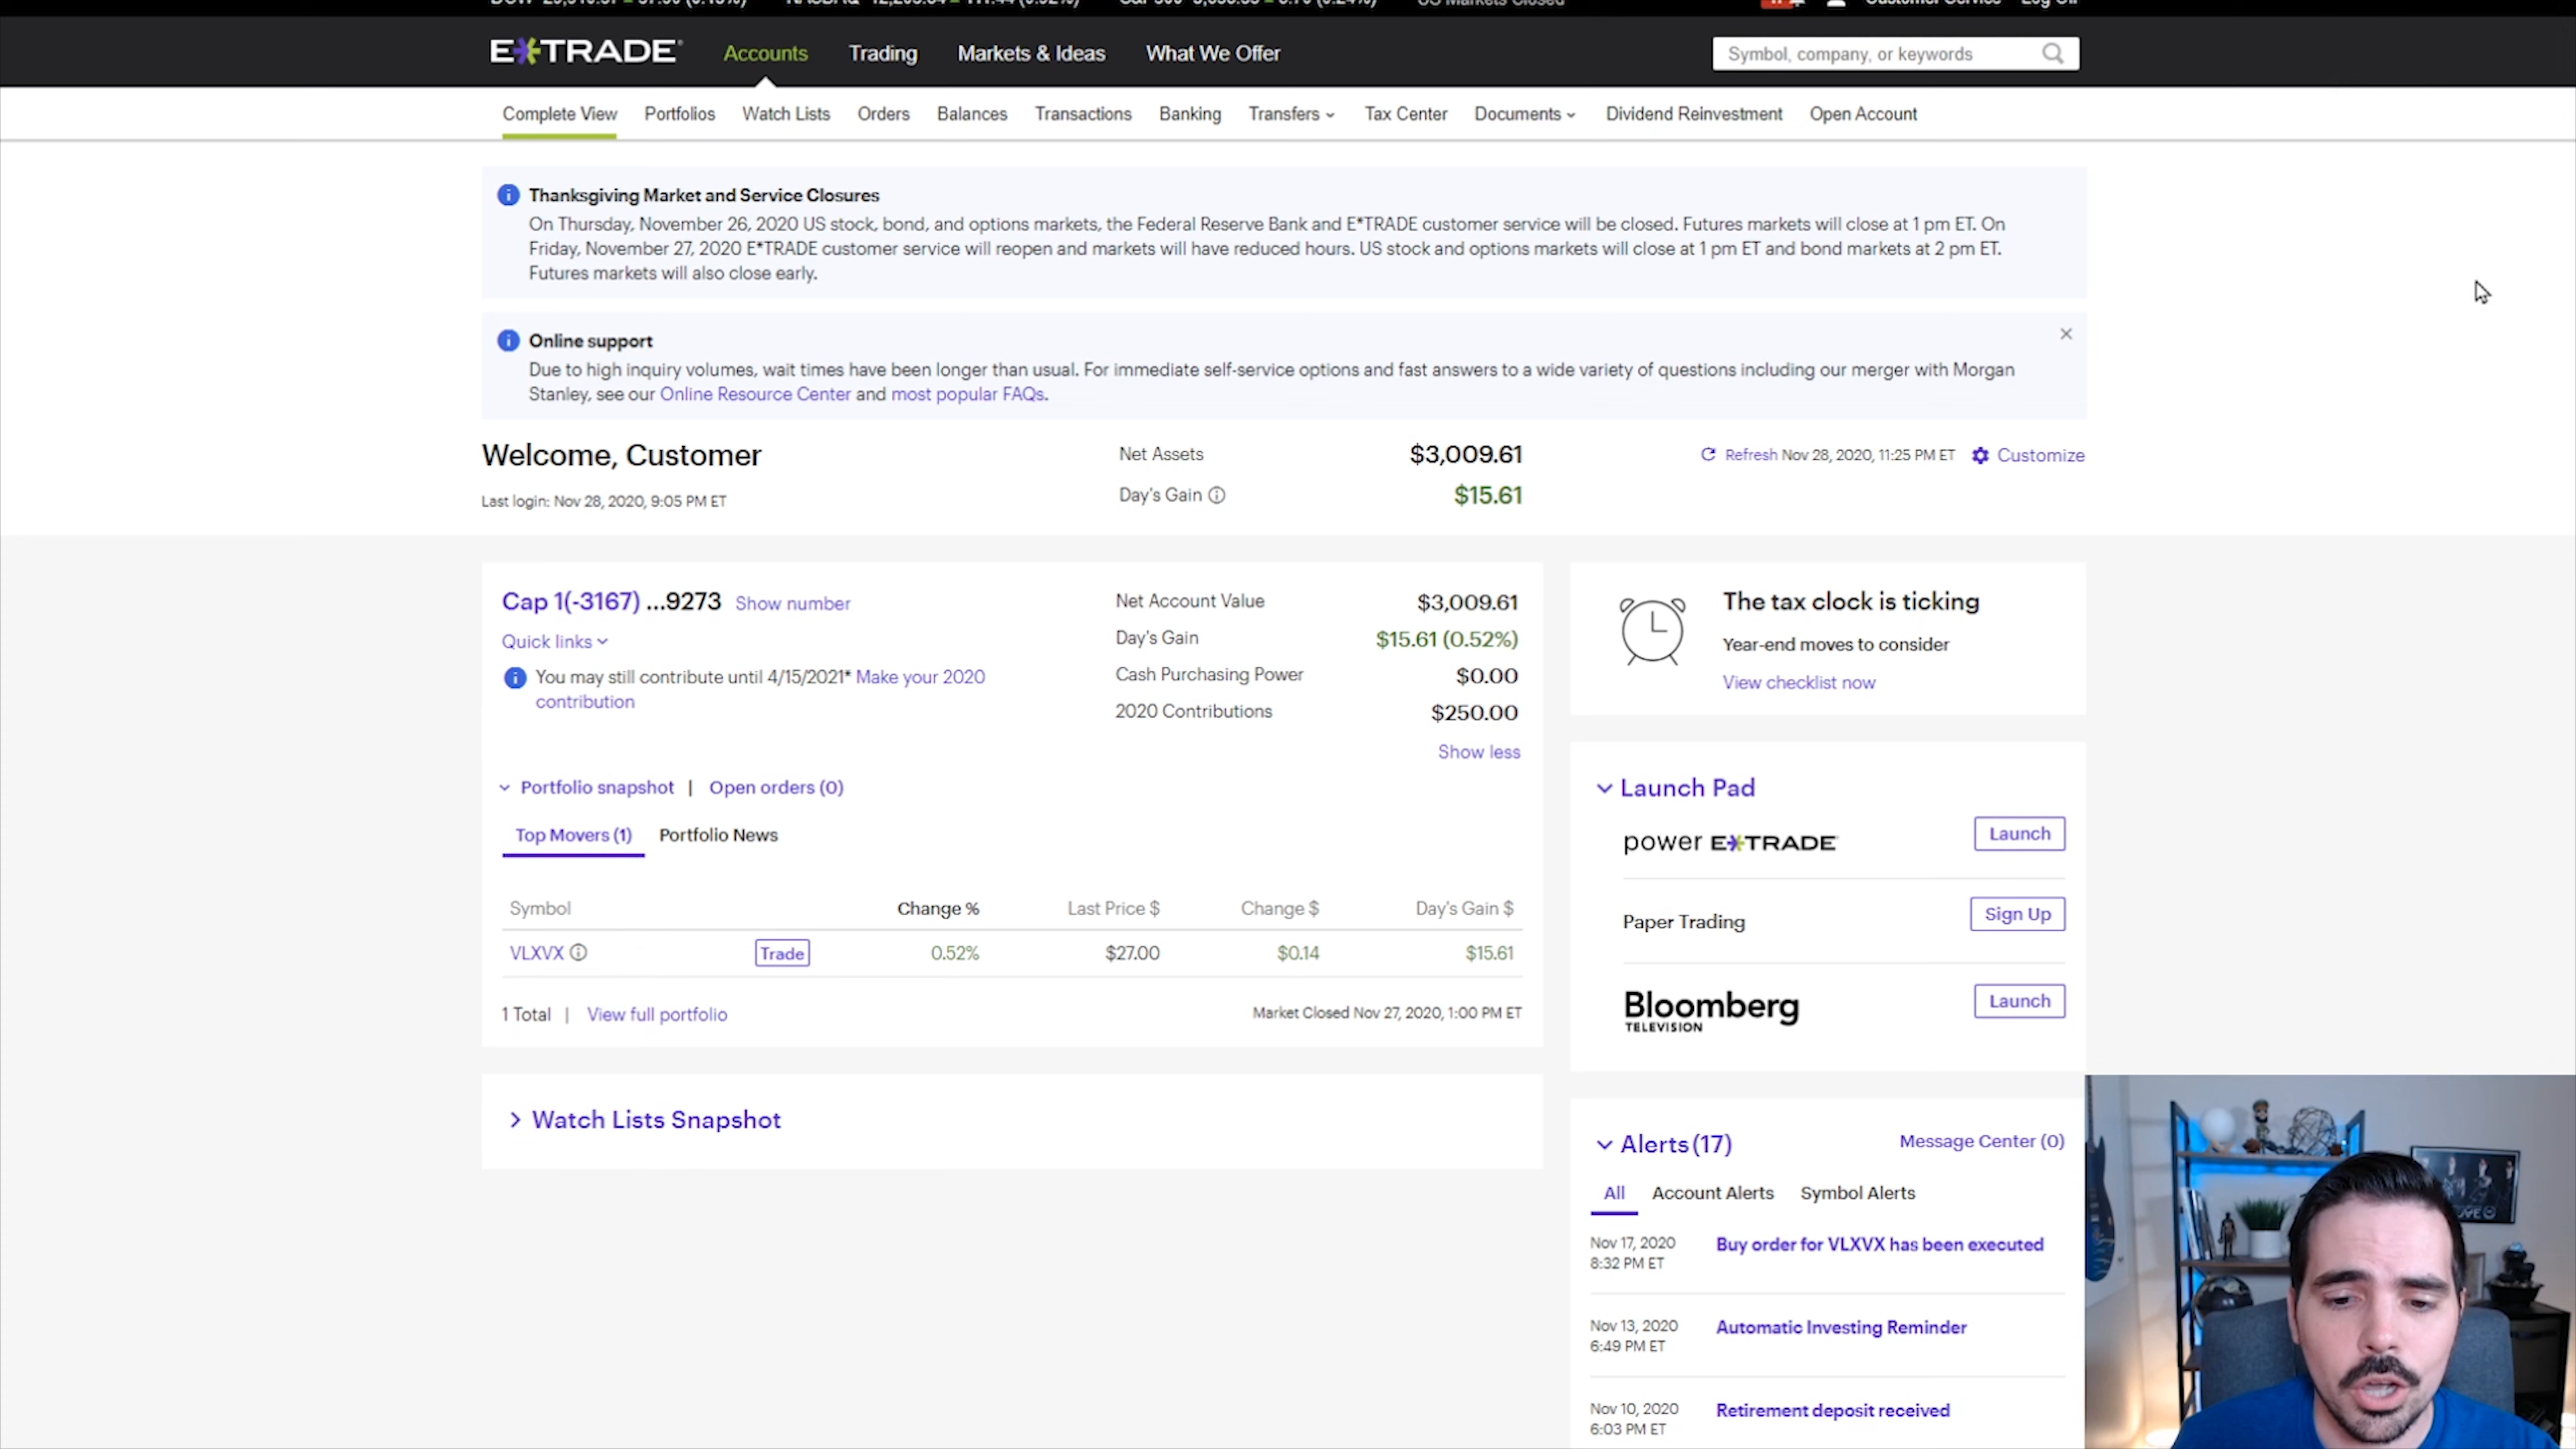 E*TRADE Accounts Trading Markets & Ideas What We Offer Symbol, company, or keywords
Complete View Portfolios Watch Lists Orders Balances Transactions Banking Transfers Tax Center Documents Dividend Reinvestment Open Account
Thanksgiving Market and Service Closures
On Thursday, November 26, 2020 US stock, bond, and options markets, the Federal Reserve Bank and E*TRADE customer service will be closed. Futures markets will close at 1 pm ET. On
Friday, November 27, 2020 E*TRADE customer service will reopen and markets will have reduced hours. US stock and options markets will close at 1 pm ET and bond markets at 2 pm ET.
Futures markets will also close early.
Online support
Due to high inquiry volumes, wait times have been longer than usual. For immediate self-service options and fast answers to a wide variety of questions including our merger with Morgan
Stanley, see our Online Resource Center and most popular FAQs.
Welcome, Customer
Last login: Nov 28, 2020, 9:05 PM ET
Net Assets $3,009.61
Day's Gain $15.61
Refresh Nov 28, 2020, 11:25 PM ET Customize
Cap 1(-3167) ...9273 Show number
Quick links
You may still contribute until 4/15/2021* Make your 2020
contribution
Net Account Value $3,009.61
Day's Gain $15.61 (0.52%)
Cash Purchasing Power $0.00
2020 Contributions $250.00
Show less
Portfolio snapshot | Open orders (0)
Top Movers (1) Portfolio News
Symbol Change % Last Price $ Change $ Day's Gain $
VLXVX Trade 0.52% $27.00 $0.14 $15.61
1 Total | View full portfolio Market Closed Nov 27, 2020, 1:00 PM ET
Watch Lists Snapshot
The tax clock is ticking
Year-end moves to consider
View checklist now
Launch Pad
power E*TRADE Launch
Paper Trading Sign Up
Bloomberg Launch
TELEVISION
Alerts (17) Message Center (0)
All Account Alerts Symbol Alerts
Nov 17, 2020 Buy order for VLXVX has been executed
8:32 PM ET
Nov 13, 2020 Automatic Investing Reminder
6:49 PM ET
Nov 10, 2020 Retirement deposit received
6:03 PM ET